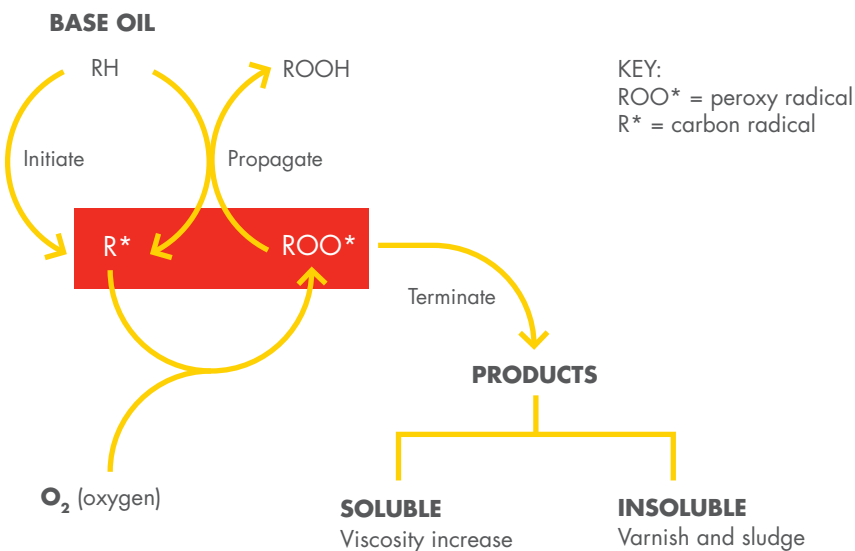 BASE OIL
RH
ROOH
KEY:
ROO* = peroxy radical
R* = carbon radical
Initiate
Propagate
R*
ROO*
Terminate
PRODUCTS
O₂ (oxygen)
SOLUBLE
Viscosity increase
INSOLUBLE
Varnish and sludge